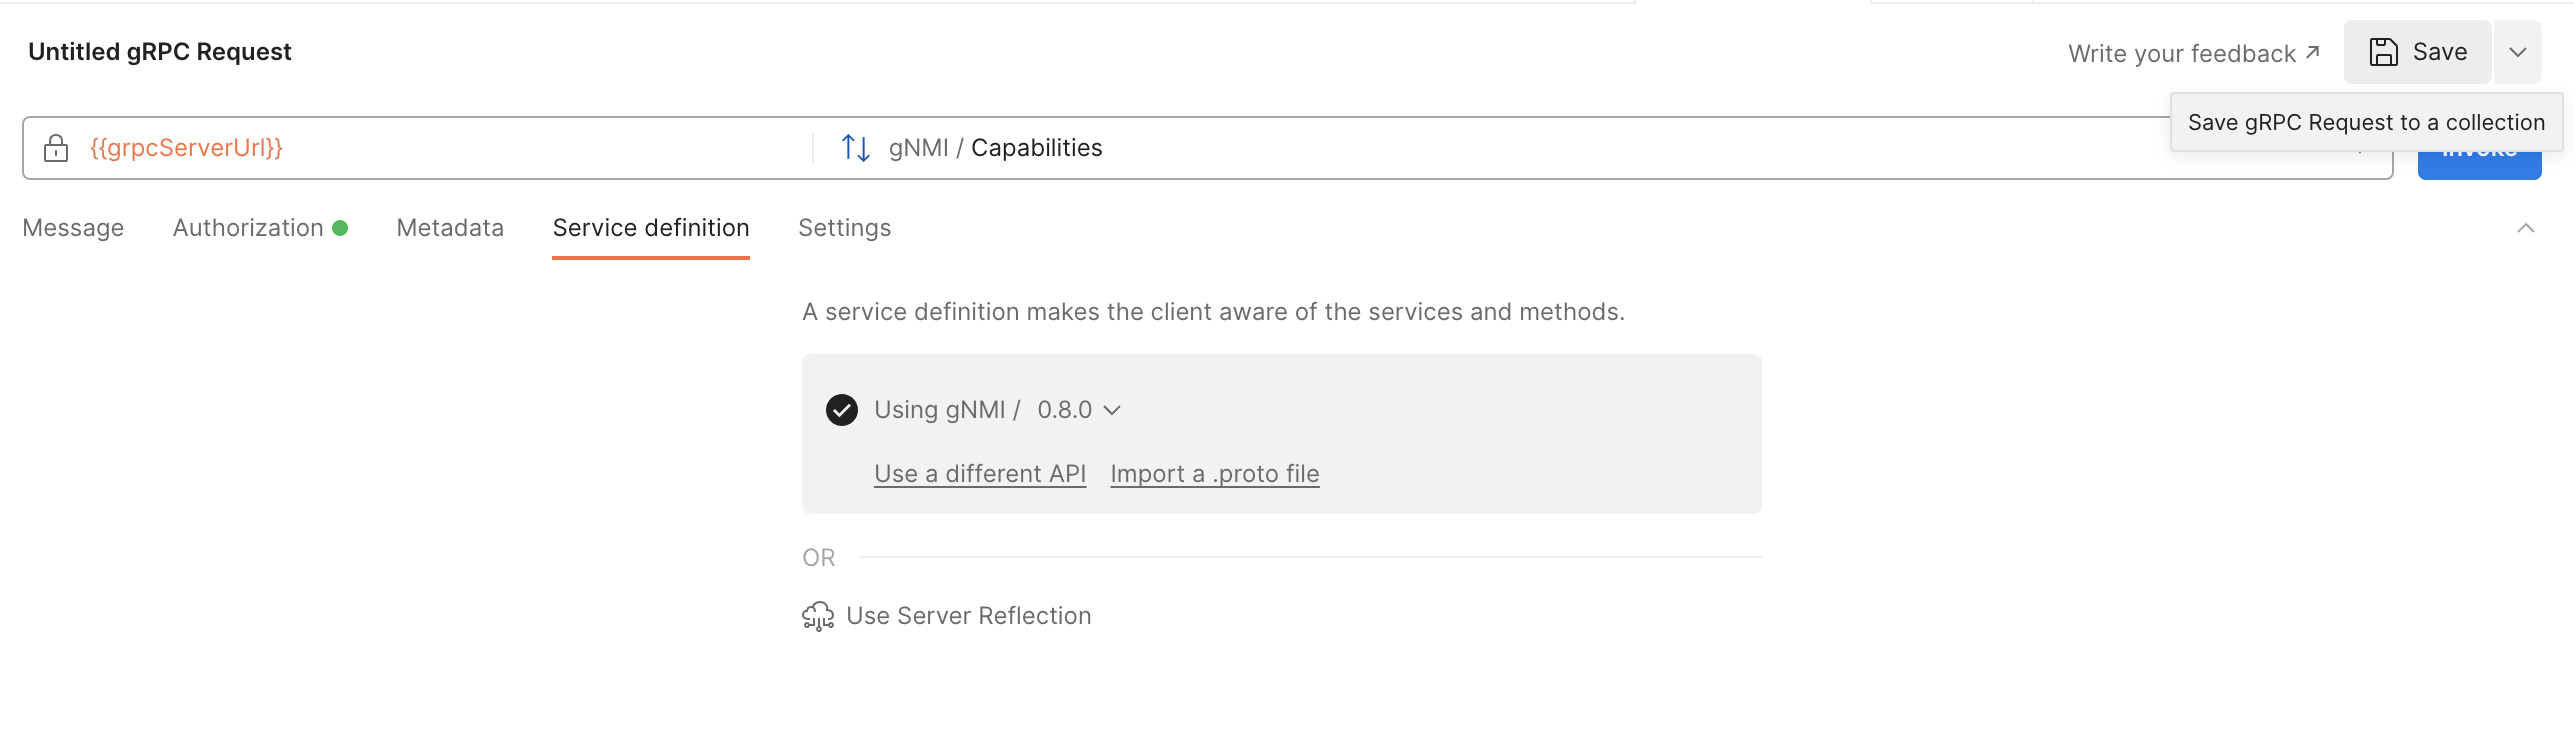 Untitled gRPC Request
Write your feedback ↗
Save
Save gRPC Request to a collection
{{grpcServerUrl}}
gNMI / Capabilities
Invoke
Message Authorization Metadata Service definition Settings
A service definition makes the client aware of the services and methods.
Using gNMI / 0.8.0
Use a different API Import a .proto file
OR
Use Server Reflection